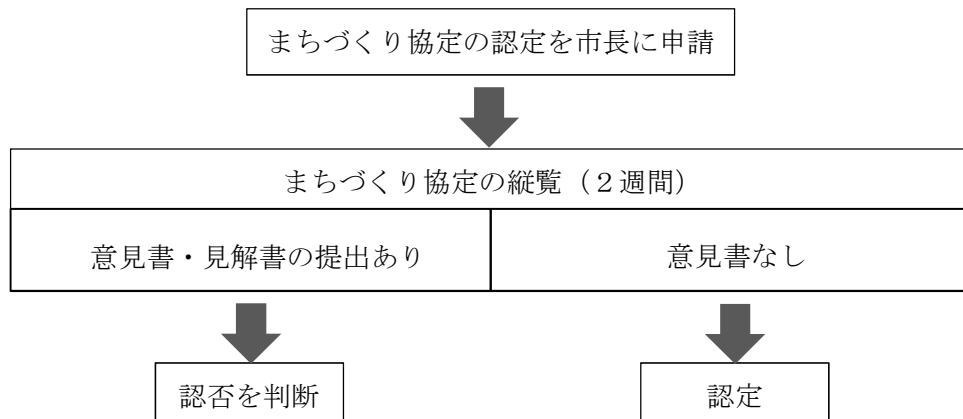 まちづくり協定の認定を市長に申請
まちづくり協定の縦覧（２週間）
意見書・見解書の提出あり
意見書なし
認否を判断
認定